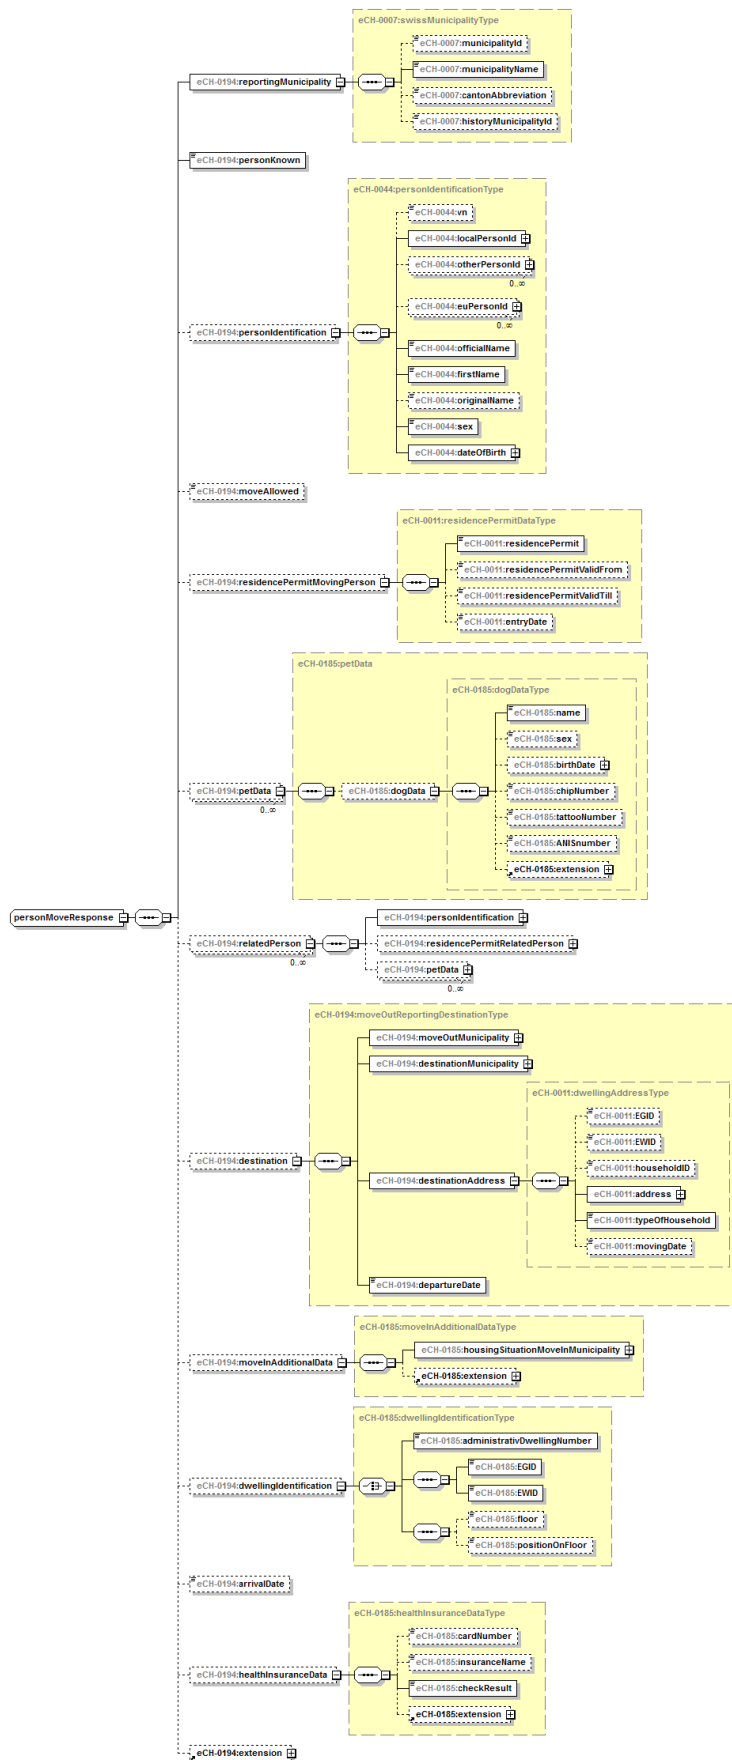 eCH-0007:swissMunicipalityType
eCH-0007:municipalityId
eCH-0007:municipalityName
eCH-0194:reportingMunicipality
eCH-0007:cantonAbbreviation
eCH-0007:historyMunicipalityId
eCH-0194:personKnown
eCH-0044:personIdentificationType
eCH-0044:vn
eCH-0044:localPersonId
eCH-0044:otherPersonId
0..∞
eCH-0044:euPersonId
0..∞
eCH-0194:personIdentification
eCH-0044:officialName
eCH-0044:firstName
eCH-0044:originalName
eCH-0044:sex
eCH-0044:dateOfBirth
eCH-0194:moveAllowed
eCH-0011:residencePermitDataType
eCH-0011:residencePermit
eCH-0011:residencePermitValidFrom
eCH-0194:residencePermitMovingPerson
eCH-0011:residencePermitValidTill
eCH-0011:entryDate
eCH-0185:petData
eCH-0185:dogDataType
eCH-0185:name
eCH-0185:sex
eCH-0185:birthDate
eCH-0194:petData
0..∞
eCH-0185:dogData
eCH-0185:chipNumber
eCH-0185:tattooNumber
eCH-0185:ANISnumber
eCH-0185:extension
personMoveResponse
eCH-0194:personIdentification
eCH-0194:relatedPerson
0..∞
eCH-0194:residencePermitRelatedPerson
eCH-0194:petData
0..∞
eCH-0194:moveOutReportingDestinationType
eCH-0194:moveOutMunicipality
eCH-0194:destinationMunicipality
eCH-0011:dwellingAddressType
eCH-0011:EGID
eCH-0011:EWID
eCH-0194:destination
eCH-0011:householdID
eCH-0194:destinationAddress
eCH-0011:address
eCH-0011:typeOfHousehold
eCH-0011:movingDate
eCH-0194:departureDate
eCH-0185:moveInAdditionalDataType
eCH-0185:housingSituationMoveInMunicipality
eCH-0194:moveInAdditionalData
eCH-0185:extension
eCH-0185:dwellingIdentificationType
eCH-0185:administrativDwellingNumber
eCH-0185:EGID
eCH-0194:dwellingIdentification
eCH-0185:EWID
eCH-0185:floor
eCH-0185:positionOnFloor
eCH-0194:arrivalDate
eCH-0185:healthInsuranceDataType
eCH-0185:cardNumber
eCH-0185:insuranceName
eCH-0194:healthInsuranceData
eCH-0185:checkResult
eCH-0185:extension
eCH-0194:extension